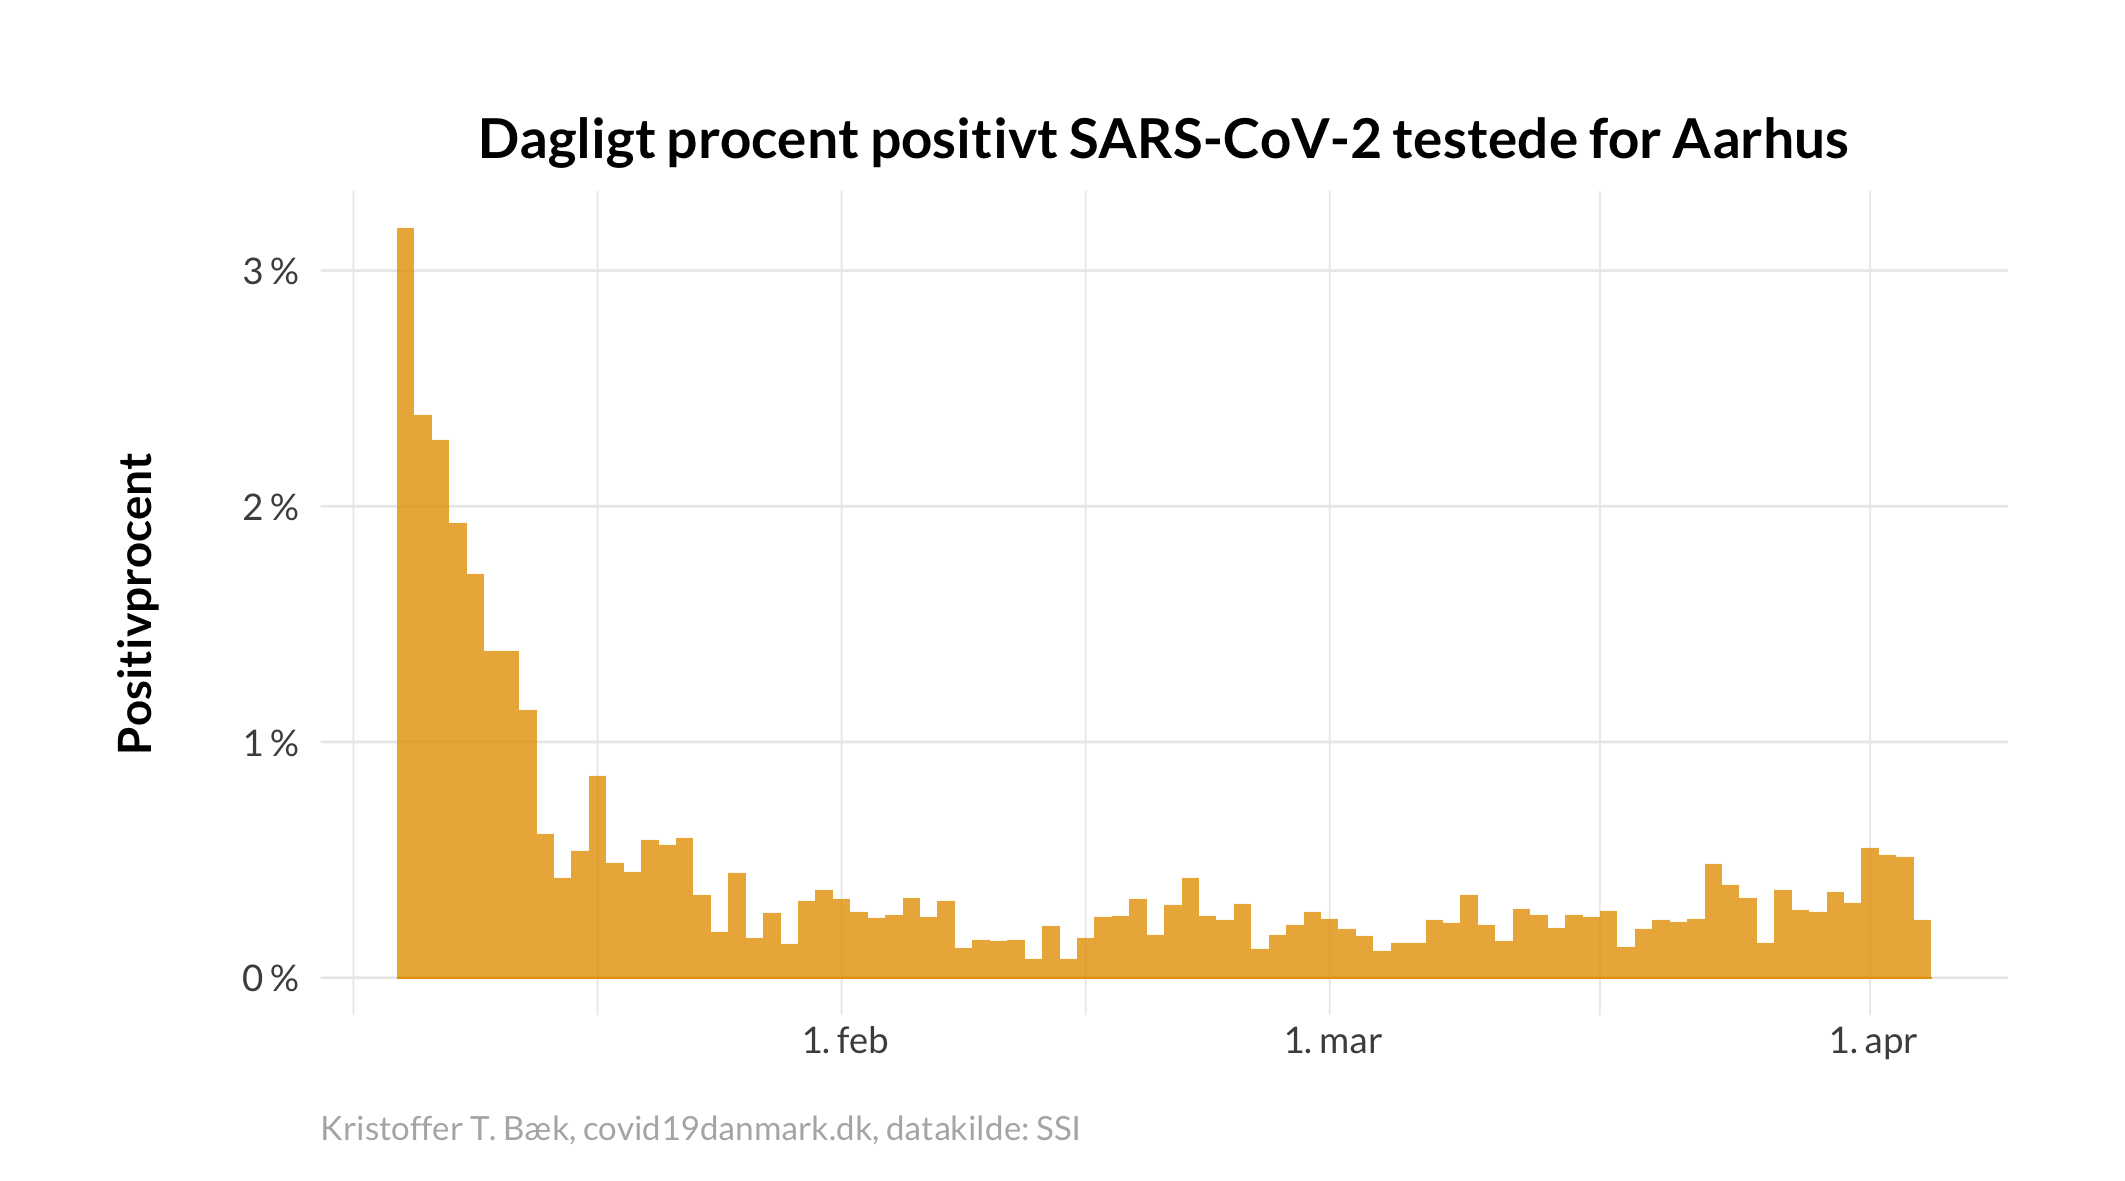 Dagligt procent positivt SARS-CoV-2 testede for Aarhus
Positivprocent
3 %
2 %
1 %
0 %
1. feb
1. mar
1. apr
Kristoffer T. Bæk, covid19danmark.dk, datakilde: SSI